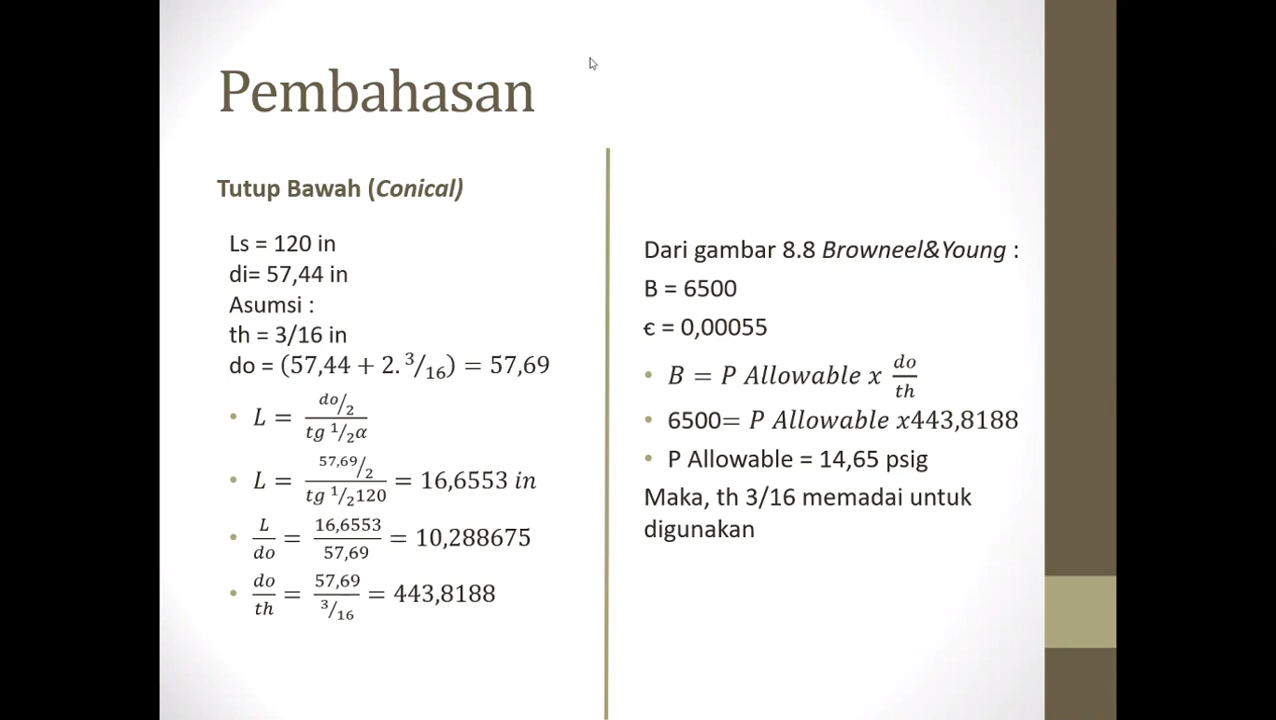 Pembahasan
Tutup Bawah (Conical)
Ls = 120 in
di= 57,44 in
Asumsi :
th = 3/16 in
do = (57,44 + 2. 3/16) = 57,69
• L = do/2 / tg 1/2α
• L = 57,69/2 / tg 1/2120 = 16,6553 in
• L/do = 16,6553/57,69 = 10,288675
• do/th = 57,69 / 3/16 = 443,8188
Dari gambar 8.8 Browneel&Young :
B = 6500
є = 0,00055
• B = P Allowable x do/th
• 6500= P Allowable x443,8188
• P Allowable = 14,65 psig
Maka, th 3/16 memadai untuk
digunakan